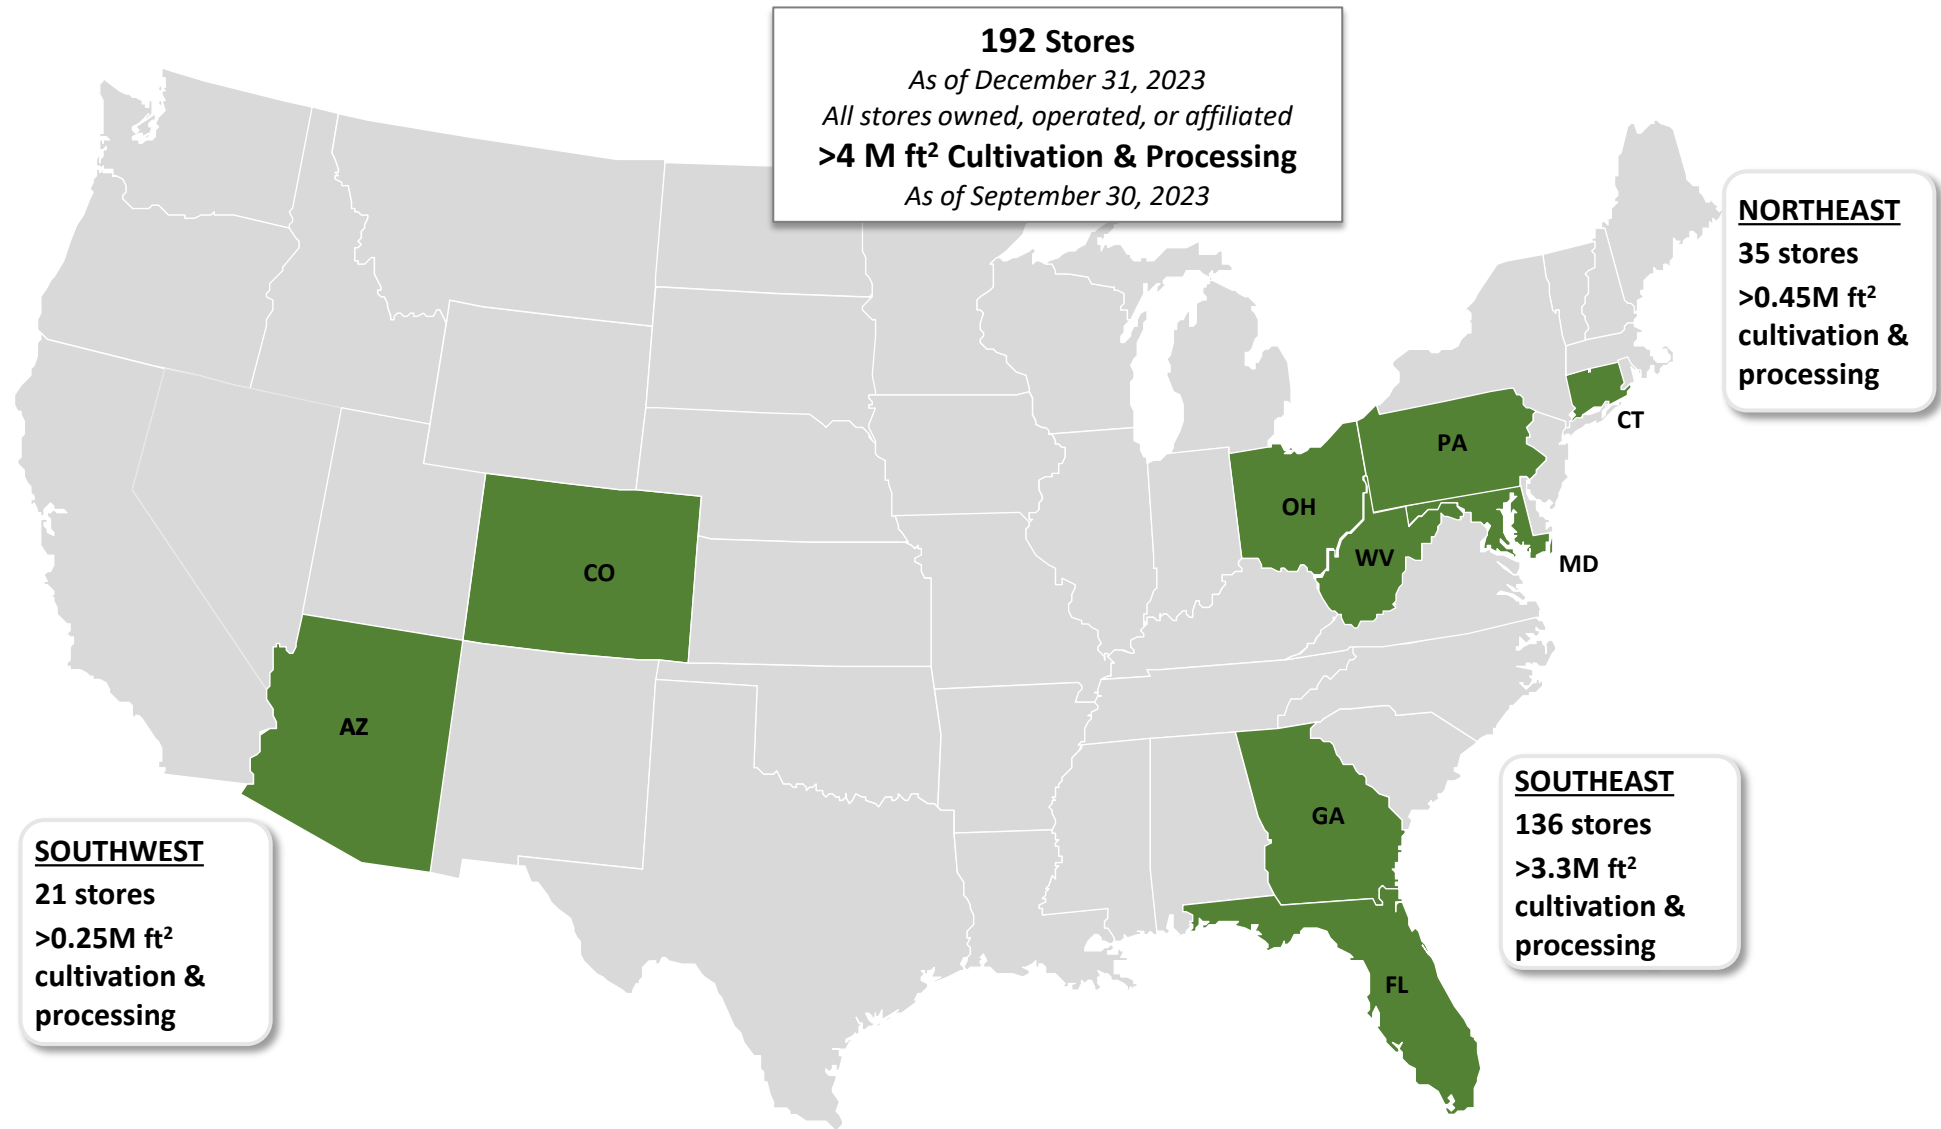 192 Stores
As of December 31, 2023
All stores owned, operated, or affiliated
>4 M ft² Cultivation & Processing
As of September 30, 2023
NORTHEAST
35 stores
>0.45M ft²
cultivation &
processing
CT
PA
OH
WV
MD
CO
AZ
GA
FL
SOUTHEAST
136 stores
>3.3M ft²
cultivation &
processing
SOUTHWEST
21 stores
>0.25M ft²
cultivation &
processing